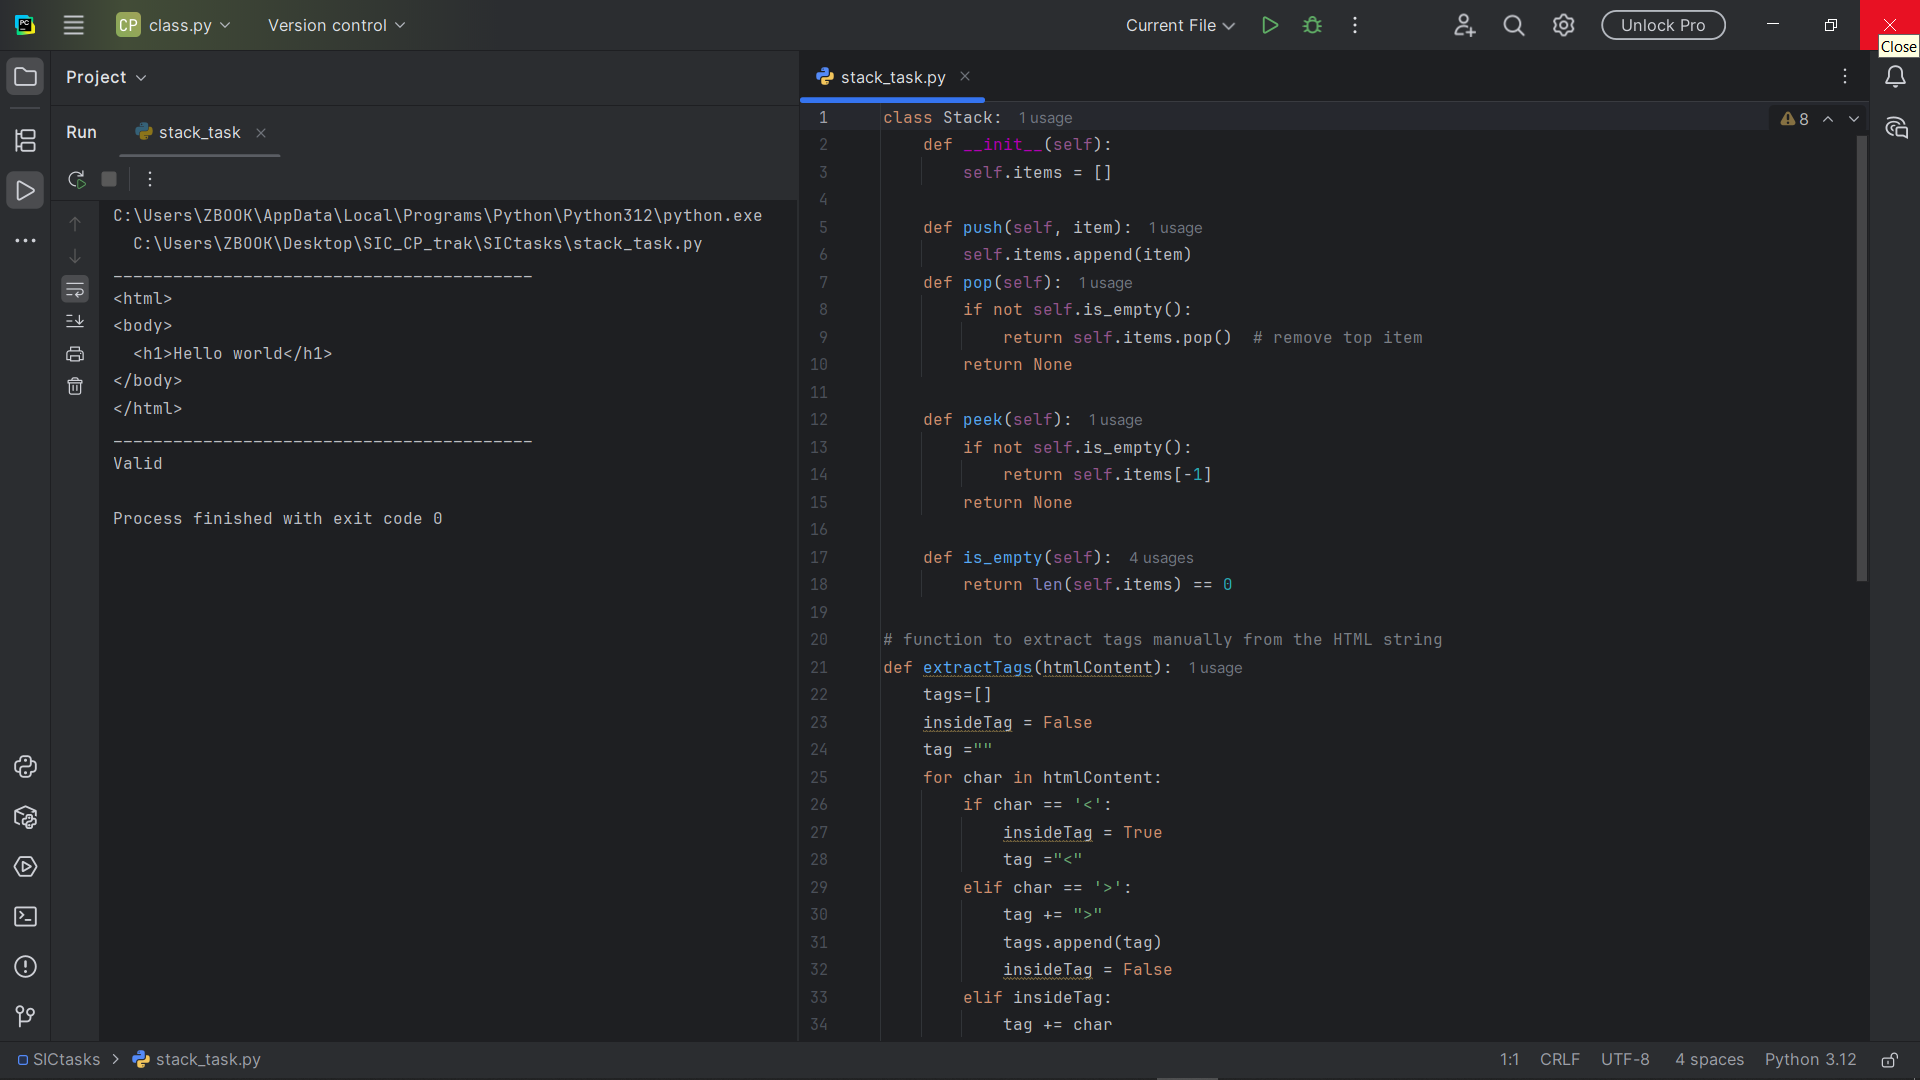 CP class.py Version control Current File Unlock Pro
Close
Project
Run stack_task
C:\Users\ZBOOK\AppData\Local\Programs\Python\Python312\python.exe
C:\Users\ZBOOK\Desktop\SIC_CP_trak\SICtasks\stack_task.py
------------------------------------------
<html>
<body>
  <h1>Hello world</h1>
</body>
</html>
------------------------------------------
Valid
Process finished with exit code 0
stack_task.py
8
1 class Stack: 1 usage
2     def __init__(self):
3         self.items = []
4
5     def push(self, item): 1 usage
6         self.items.append(item)
7     def pop(self): 1 usage
8         if not self.is_empty():
9             return self.items.pop()  # remove top item
10         return None
11
12     def peek(self): 1 usage
13         if not self.is_empty():
14             return self.items[-1]
15         return None
16
17     def is_empty(self): 4 usages
18         return len(self.items) == 0
19
20 # function to extract tags manually from the HTML string
21 def extractTags(htmlContent): 1 usage
22     tags=[]
23     insideTag = False
24     tag =""
25     for char in htmlContent:
26         if char == '<':
27             insideTag = True
28             tag ="<"
29         elif char == '>':
30             tag += ">"
31             tags.append(tag)
32             insideTag = False
33         elif insideTag:
34             tag += char
SICtasks > stack_task.py 1:1 CRLF UTF-8 4 spaces Python 3.12